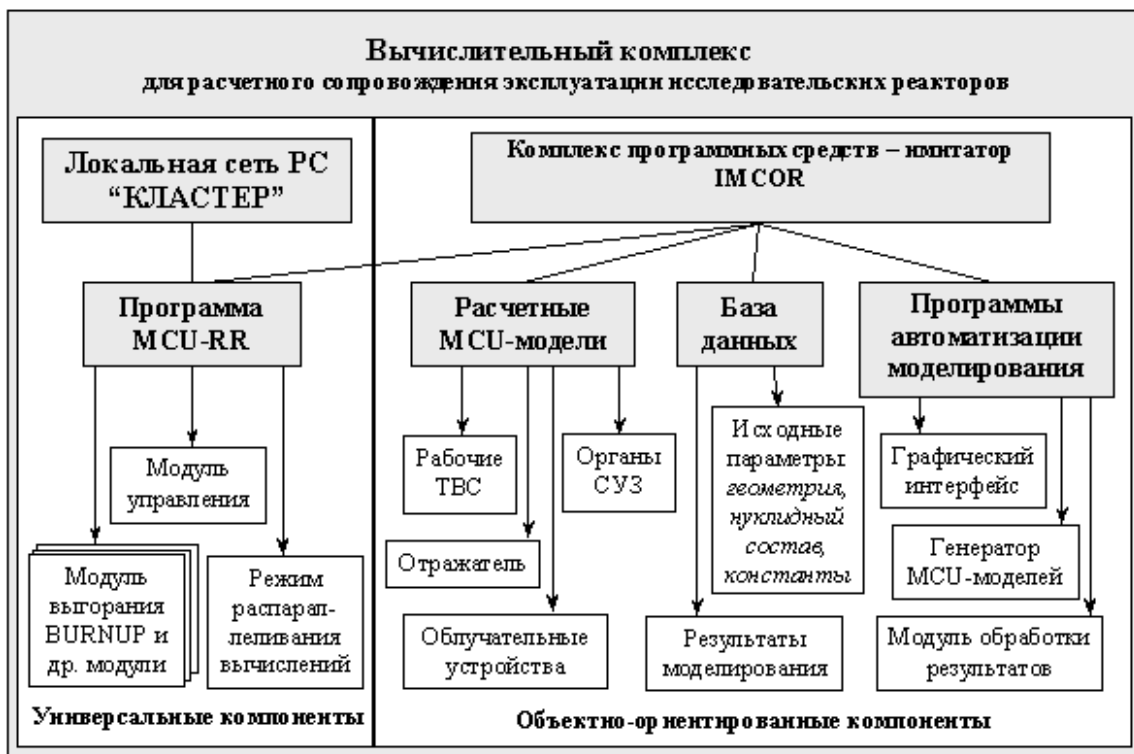 Вычислительный комплекс
для расчетного сопровождения эксплуатации исследовательских реакторов
Локальная сеть PC
“КЛАСТЕР”
Комплекс программных средств – имитатор
IMCOR
Программа
MCU-RR
Расчетные
MCU-модели
База
данных
Программы
автоматизации
моделирования
Модуль
управления
Модуль
выгорания
BURNUP и
др. модули
Режим
распарал-
леливания
вычислений
Универсальные компоненты
Рабочие
ТВС
Органы
СУЗ
Отражатель
Облучательные
устройства
Исходные
параметры:
геометрия,
нуклидный
состав,
константы
Результаты
моделирования
Графический
интерфейс
Генератор
MCU-моделей
Модуль обработки
результатов
Объектно-ориентированные компоненты